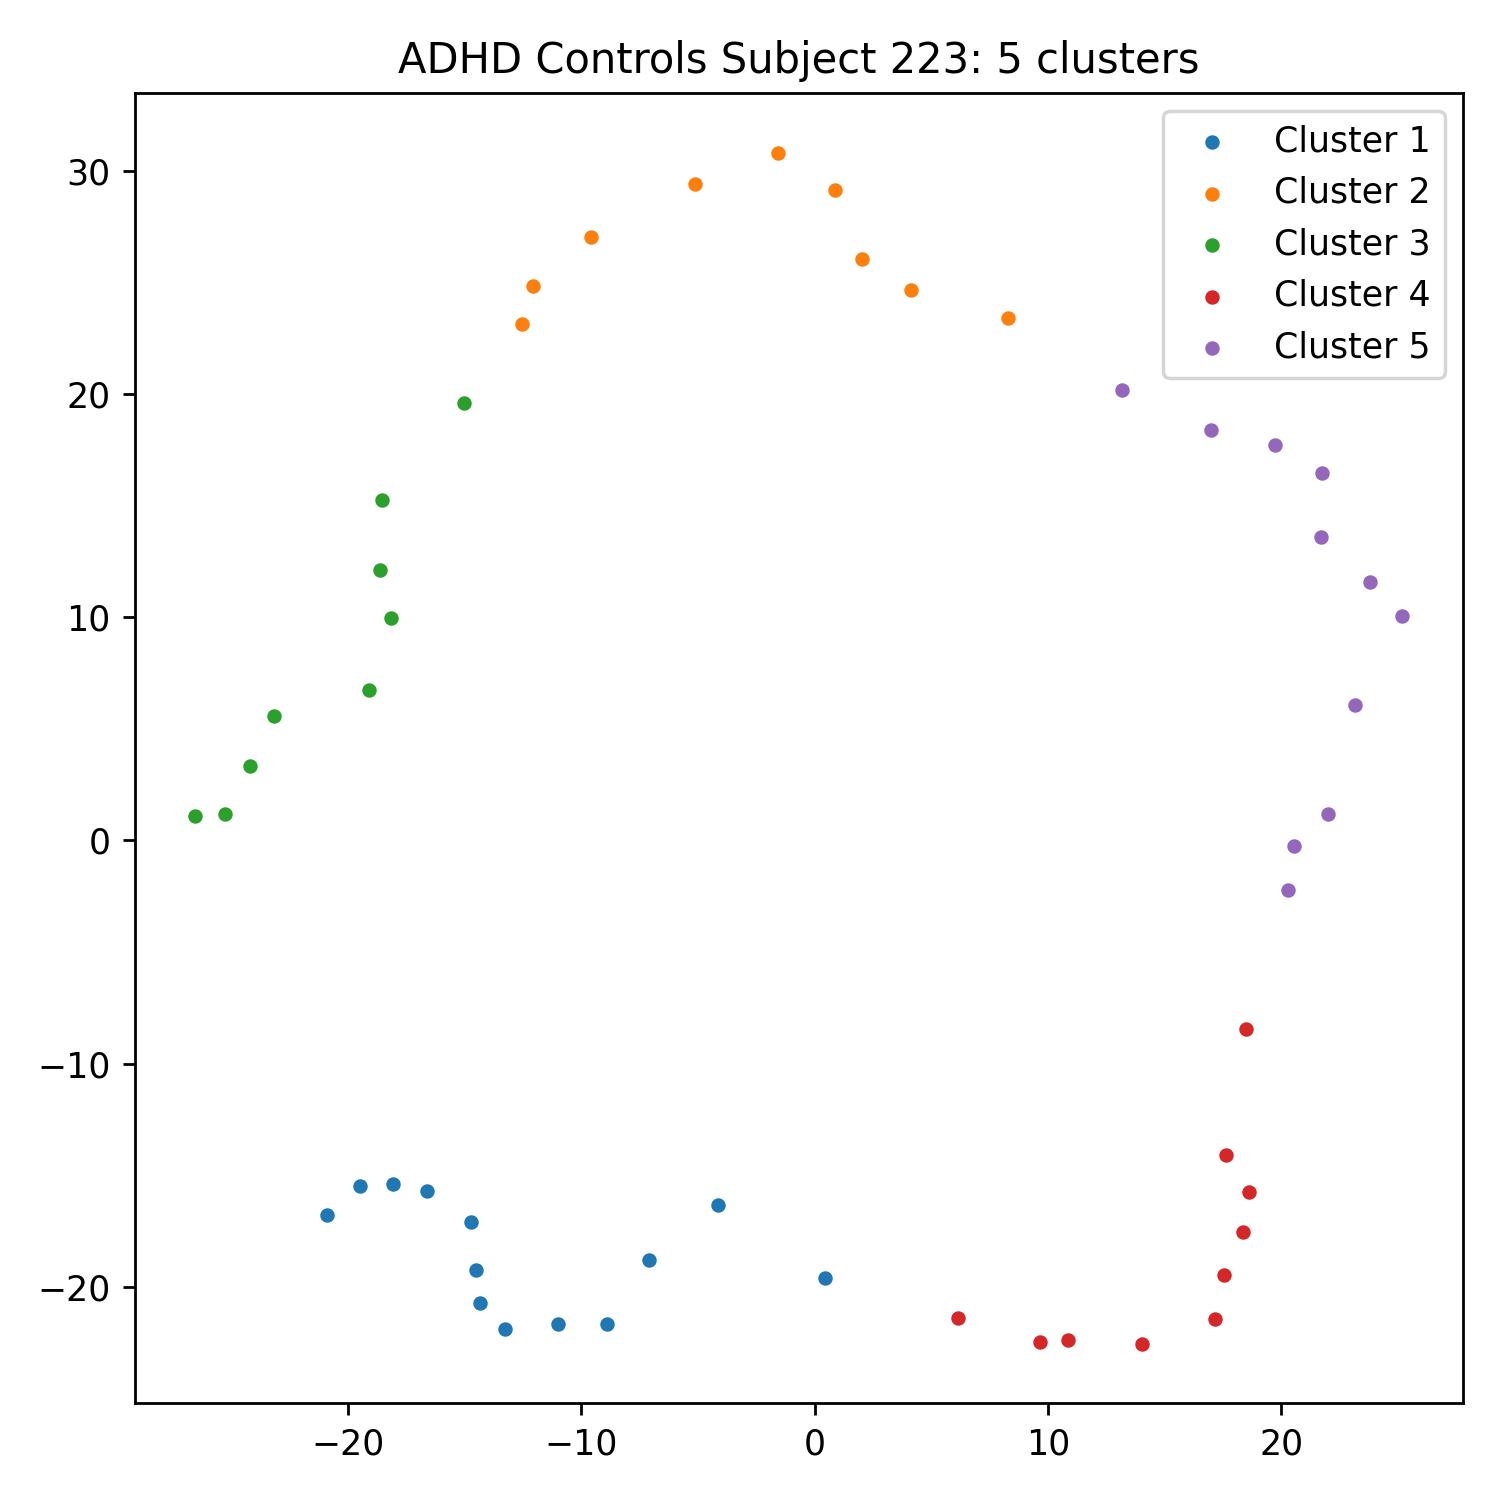 ADHD Controls Subject 223: 5 clusters
Cluster 1
Cluster 2
Cluster 3
Cluster 4
Cluster 5
30
20
10
0
−10
−20
−20 −10 0 10 20